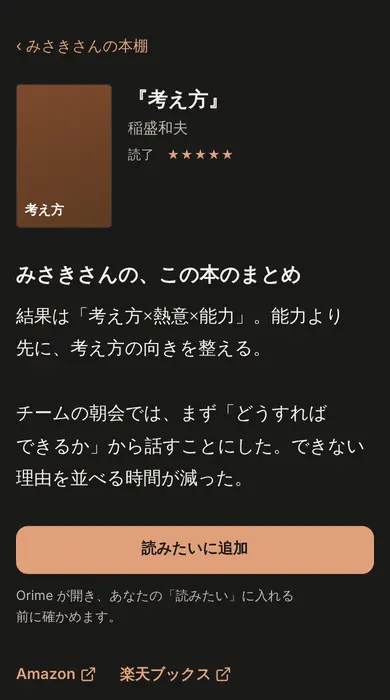 ‹ みさきさんの本棚
考え方
『考え方』
稲盛和夫
読了 ★★★★★
みさきさんの、この本のまとめ
結果は「考え方×熱意×能力」。能力より
先に、考え方の向きを整える。
チームの朝会では、まず「どうすれば
できるか」から話すことにした。できない
理由を並べる時間が減った。
読みたいに追加
Orime が開き、あなたの「読みたい」に入れる
前に確かめます。
Amazon 楽天ブックス